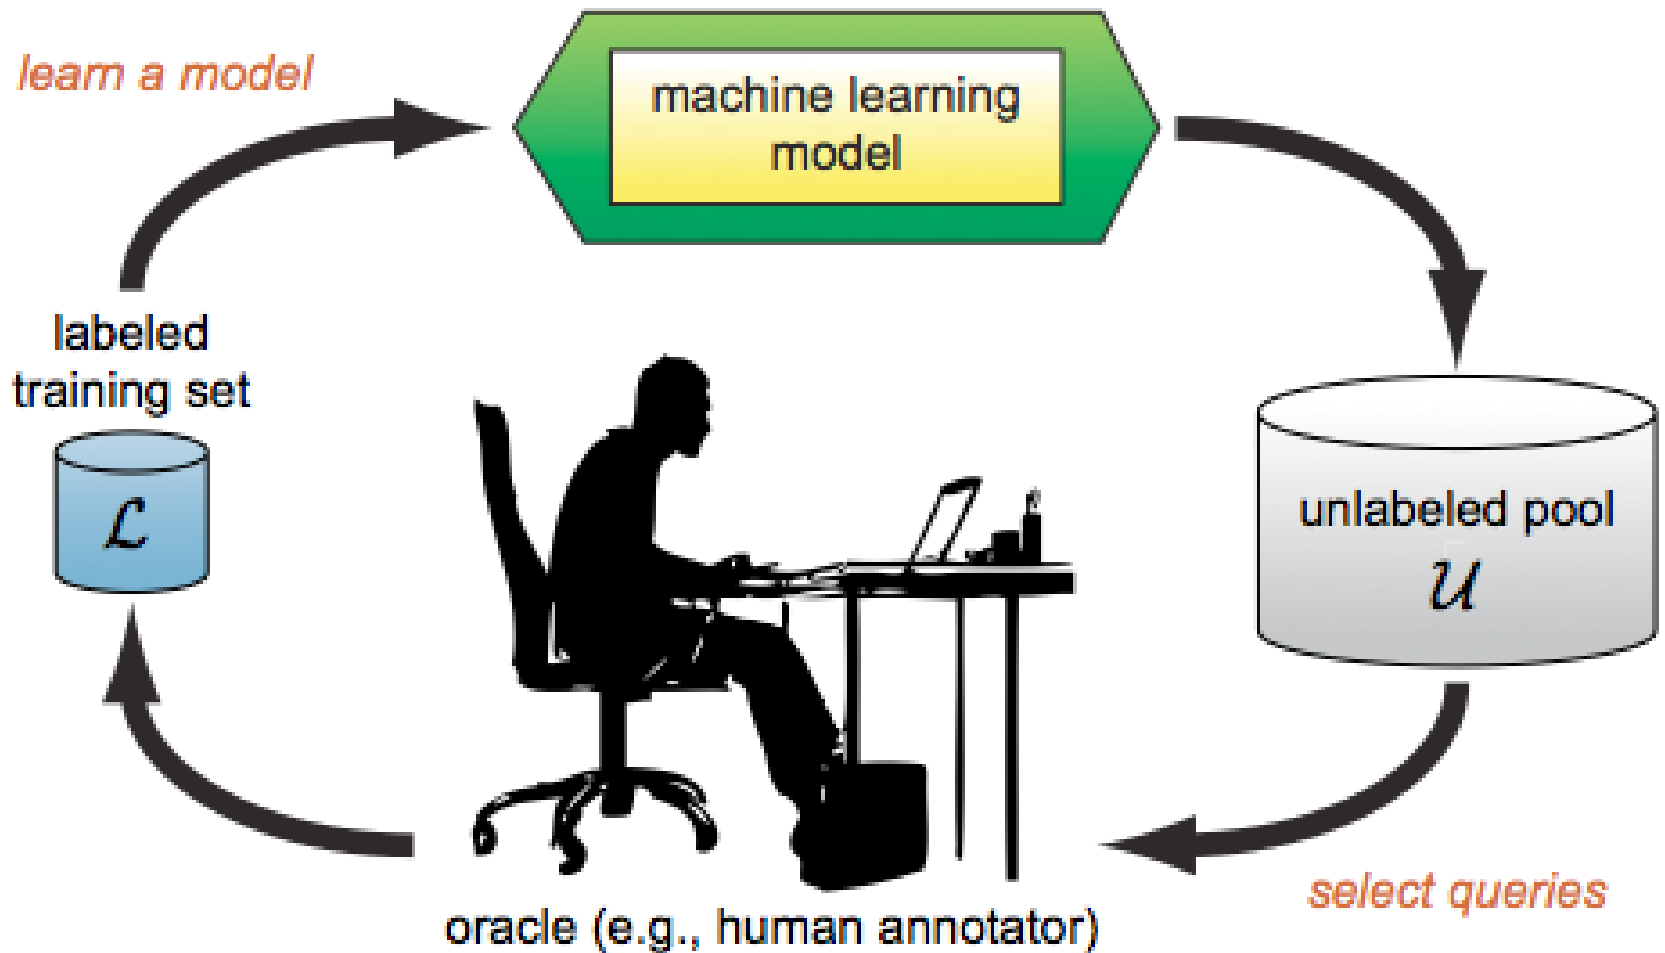 learn a model
machine learning
model
labeled
training set
ℒ
unlabeled pool
𝒰
select queries
oracle (e.g., human annotator)